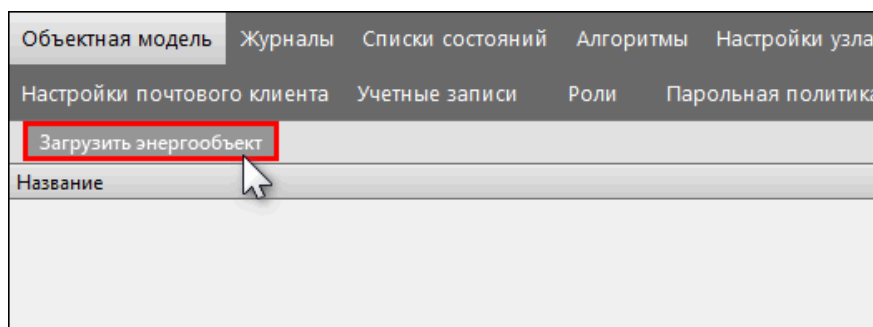 Объектная модель Журналы Списки состояний Алгоритмы Настройки узла
Настройки почтового клиента Учетные записи Роли Парольная политика
Загрузить энергообъект
Название